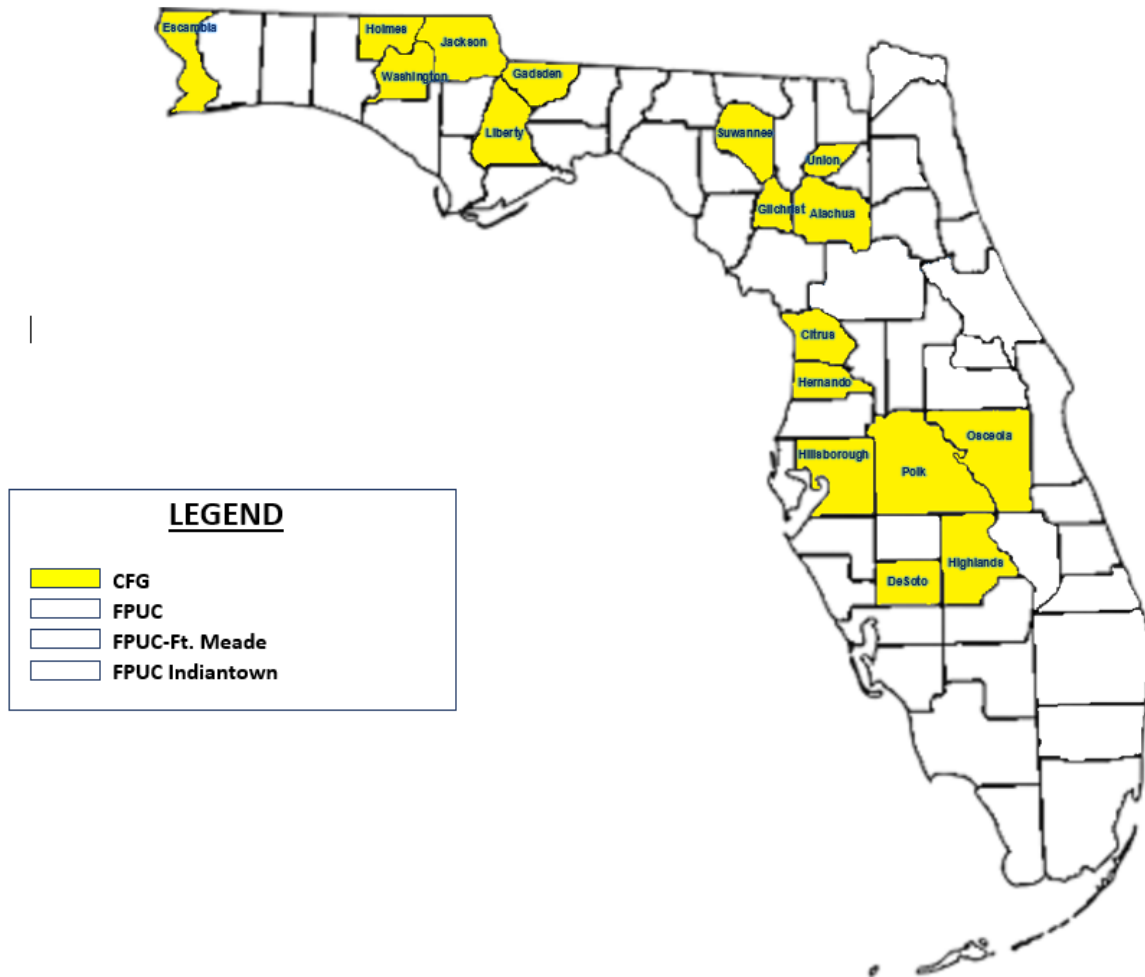 Escambia
Holmes
Jackson
Washington
Gadsden
Liberty
Suwannee
Union
Gilchrist
Alachua
Citrus
Hernando
Osceola
Hillsborough
Polk
Highlands
DeSoto
LEGEND
CFG
FPUC
FPUC-Ft. Meade
FPUC Indiantown